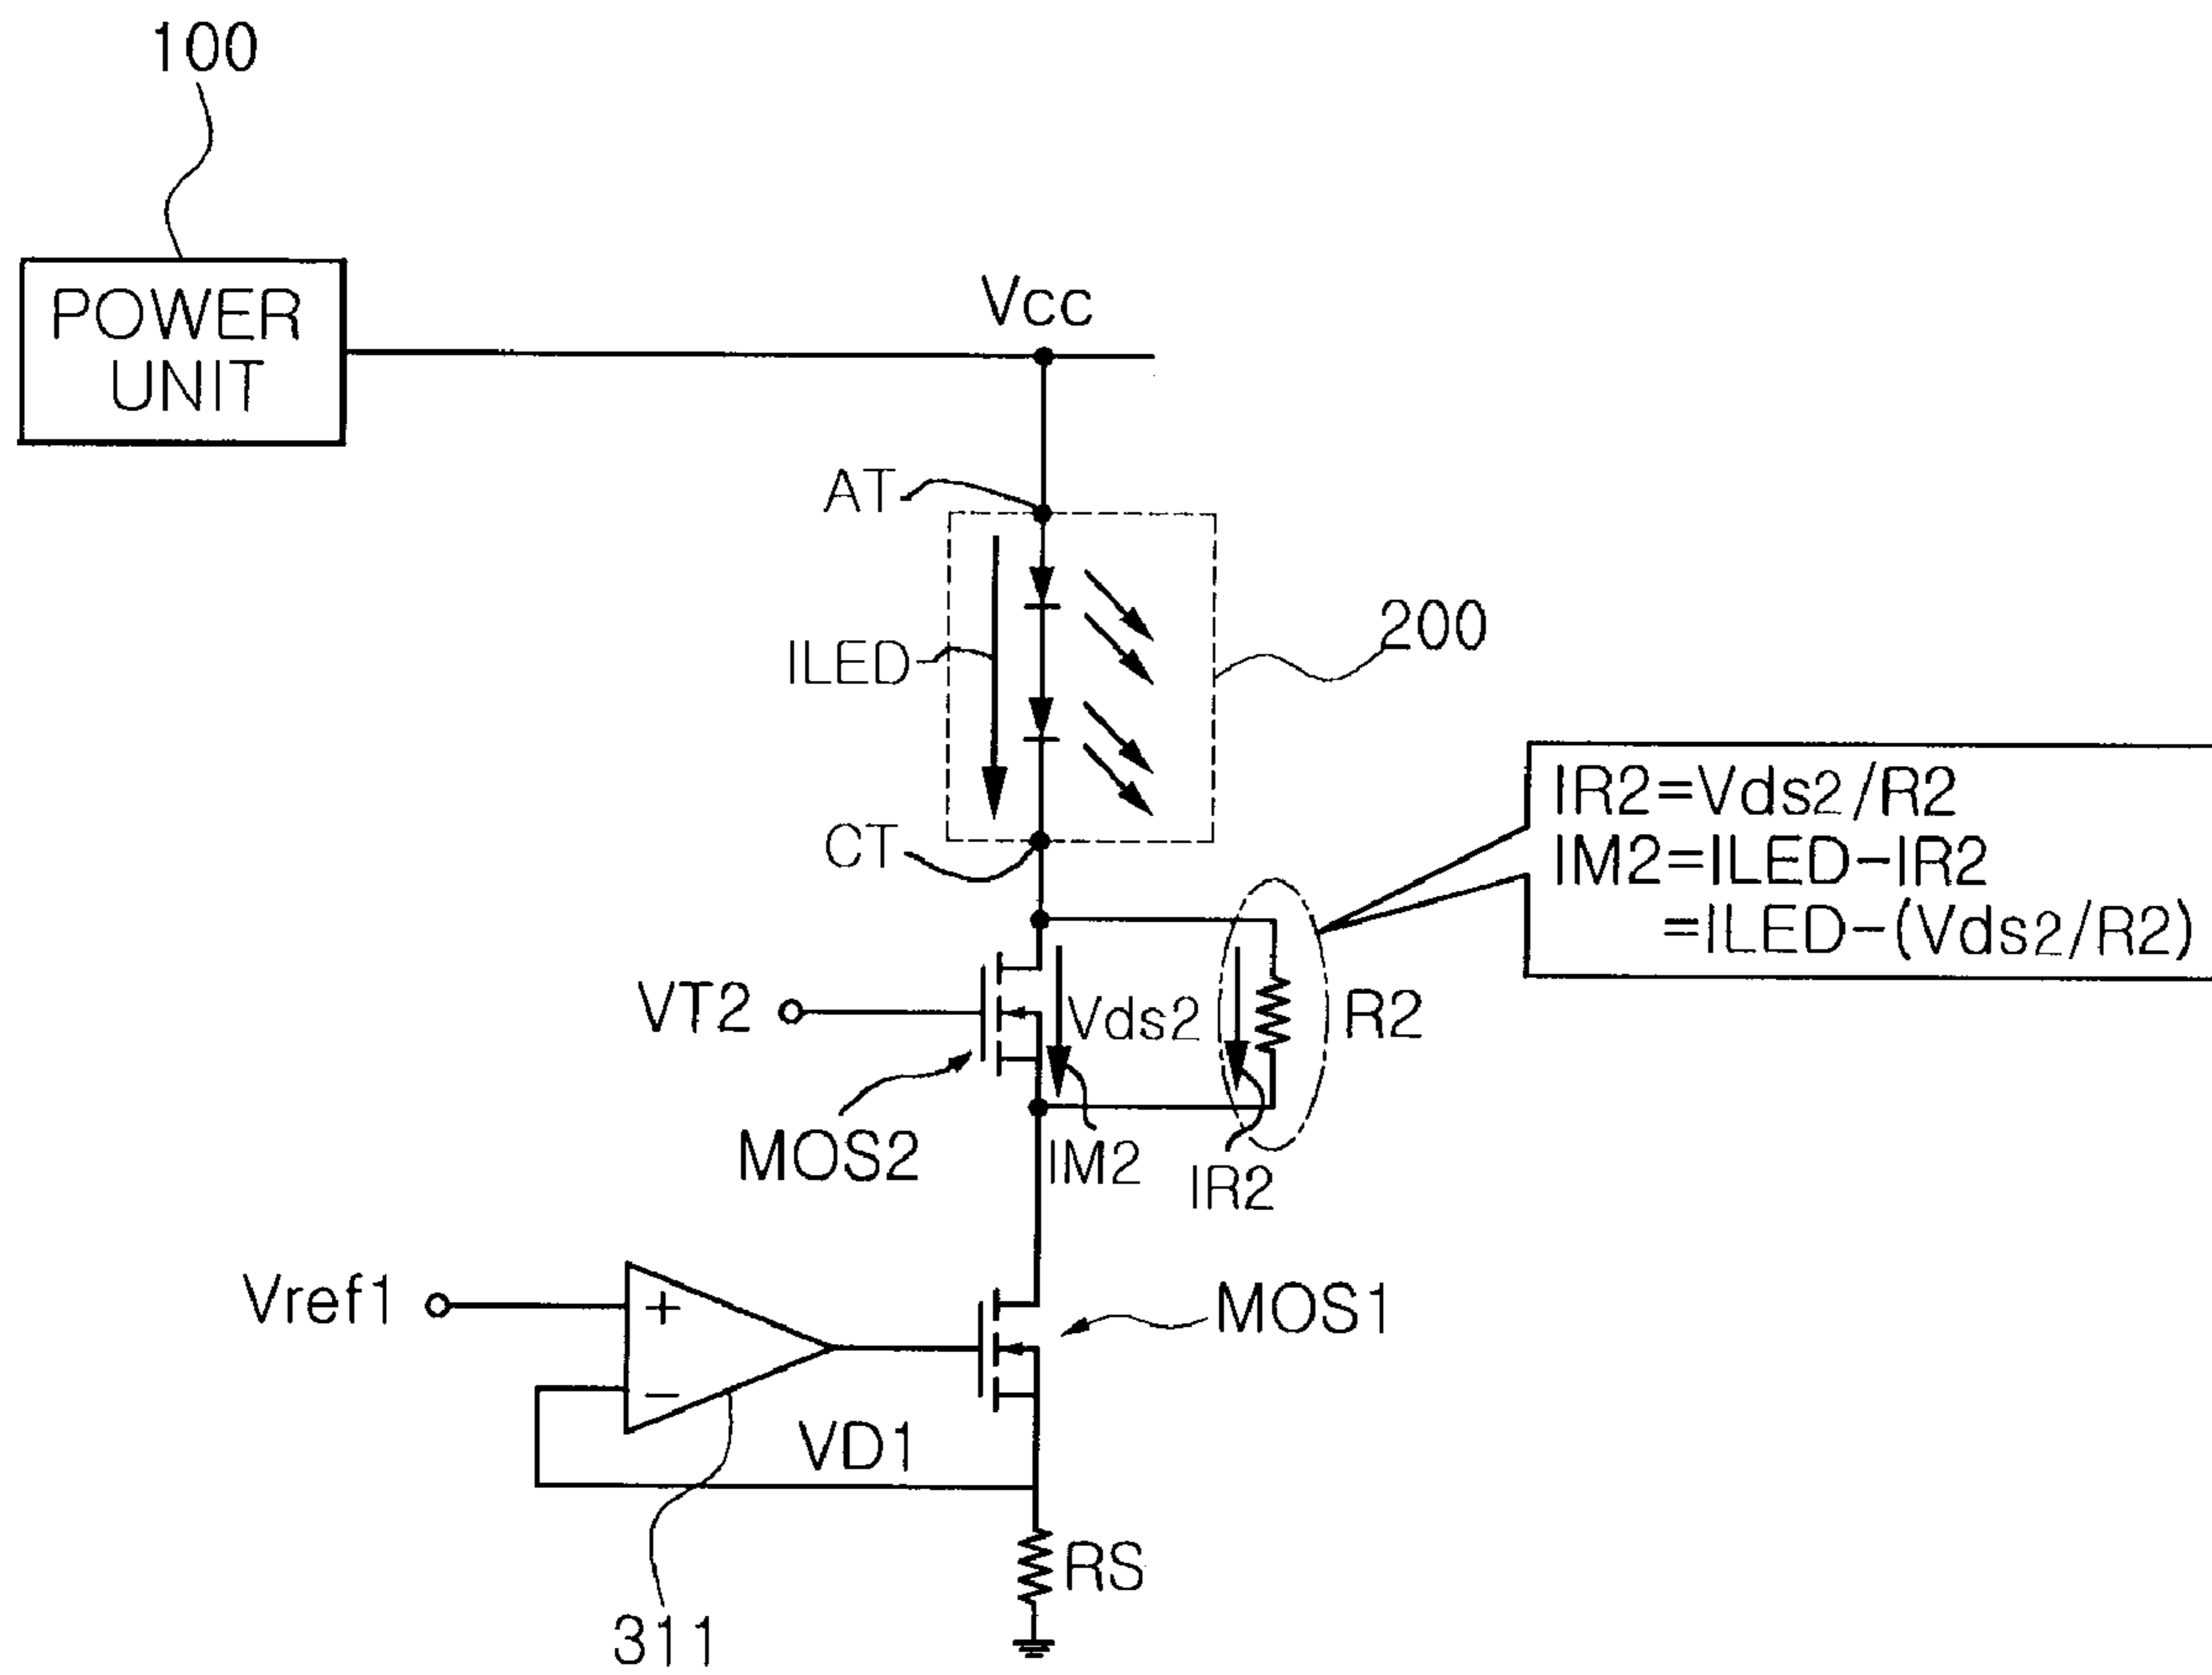 100
POWER
UNIT
Vcc
AT
ILED
200
CT
IR2=Vds2/R2
IM2=ILED-IR2
=ILED-(Vds2/R2)
VT2
Vds2
R2
MOS2
IM2
IR2
Vref1
+
−
MOS1
VD1
RS
311